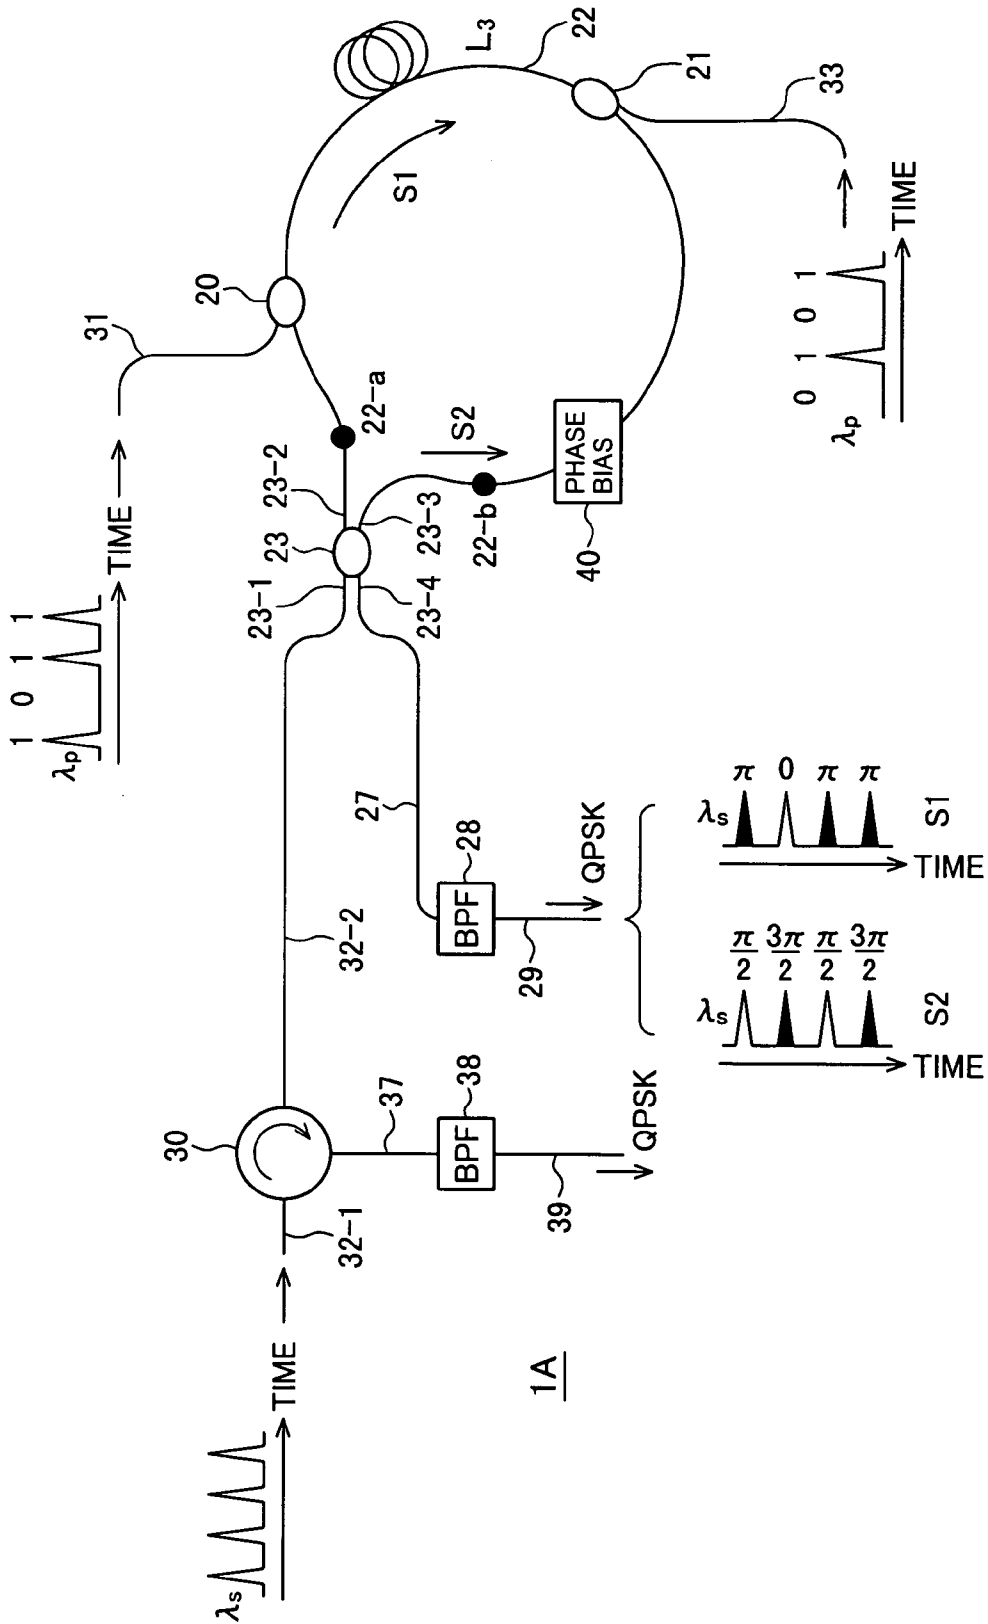 1 0 1 1
λp
TIME
31
20
S1
L3
22
21
33
0 1 0 1
λp
TIME
22-a
23-2
23
23-1
23-3
23-4
S2
22-b
PHASE
BIAS
40
λs
TIME
32-1
30
32-2
27
BPF
28
29
QPSK
37
BPF
38
39
QPSK
λs
π 0 π π
TIME
S1
λs
π/2 3π/2 π/2 3π/2
TIME
S2
1A